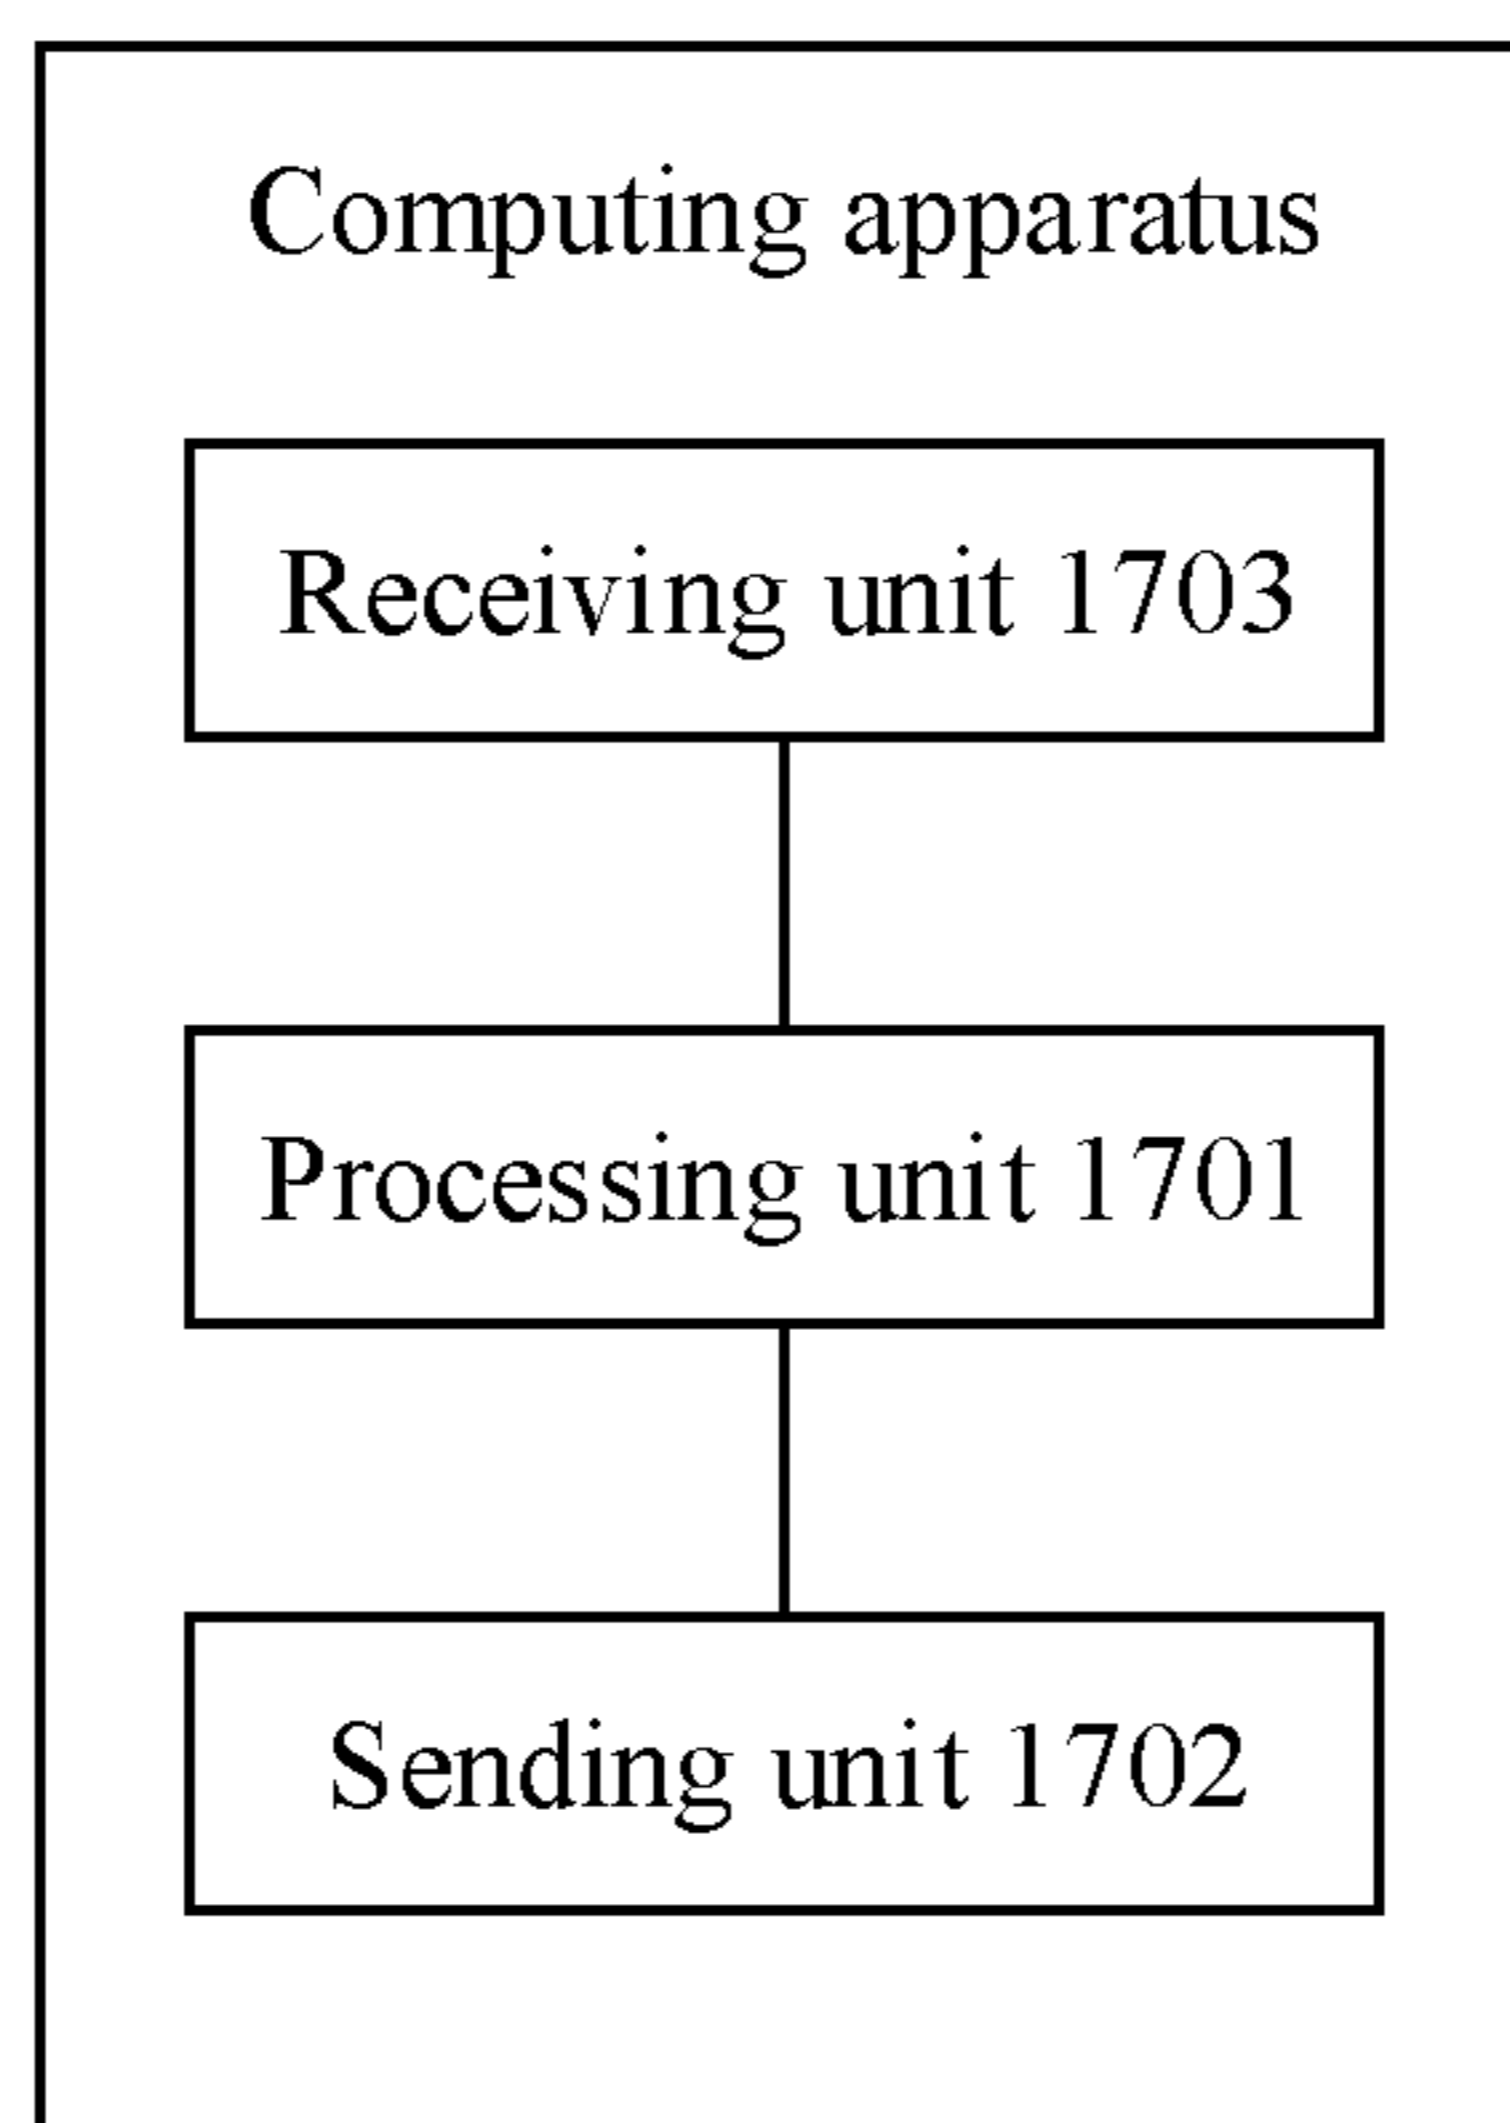 Computing apparatus
Receiving unit 1703
Processing unit 1701
Sending unit 1702